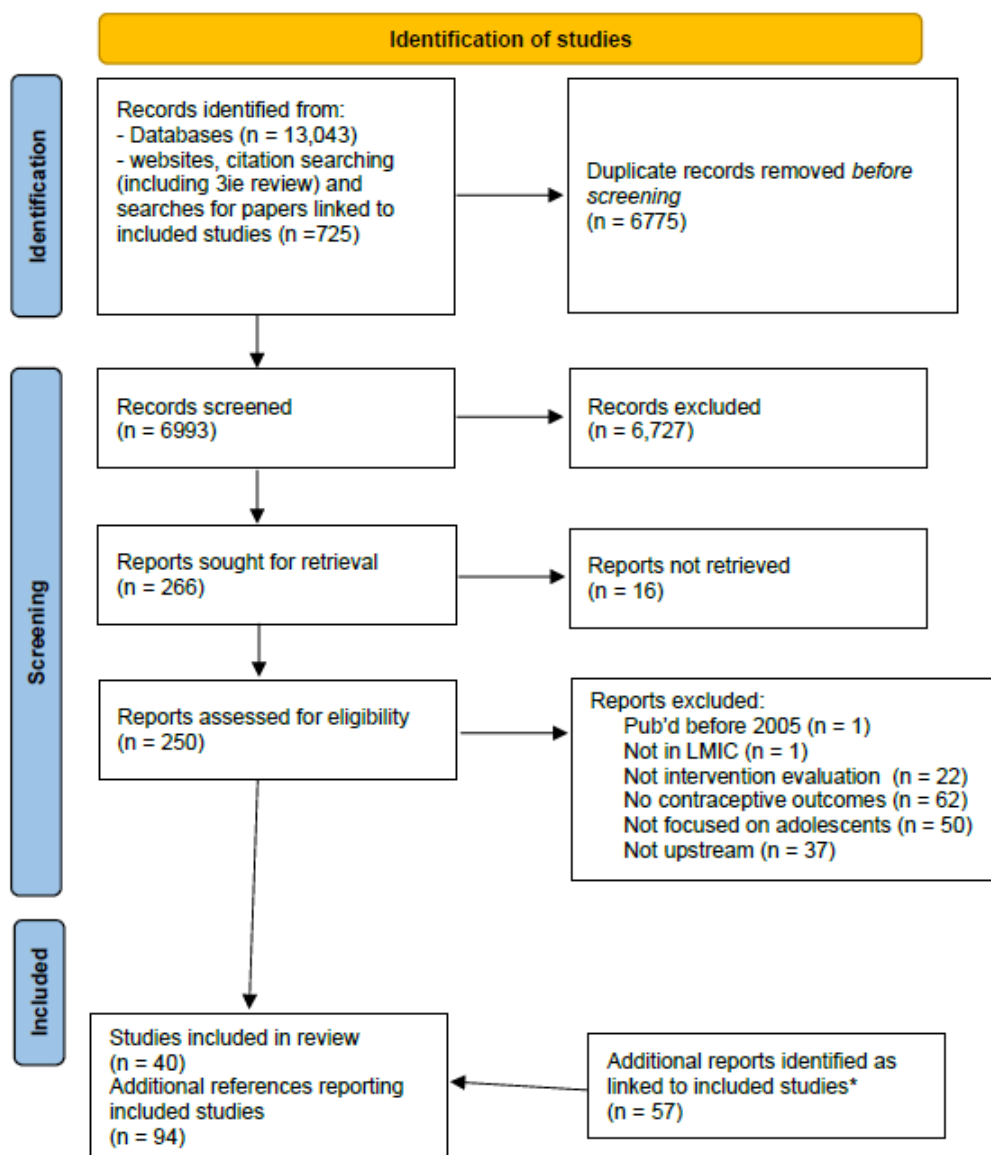 Identification of studies
Identification
Records identified from:
- Databases (n = 13,043)
- websites, citation searching
(including 3ie review) and
searches for papers linked to
included studies (n =725)
Duplicate records removed before
screening
(n = 6775)
Screening
Records screened
(n = 6993)
Records excluded
(n = 6,727)
Reports sought for retrieval
(n = 266)
Reports not retrieved
(n = 16)
Reports assessed for eligibility
(n = 250)
Reports excluded:
Pub'd before 2005 (n = 1)
Not in LMIC (n = 1)
Not intervention evaluation (n = 22)
No contraceptive outcomes (n = 62)
Not focused on adolescents (n = 50)
Not upstream (n = 37)
Included
Studies included in review
(n = 40)
Additional references reporting
included studies
(n = 94)
Additional reports identified as
linked to included studies*
(n = 57)